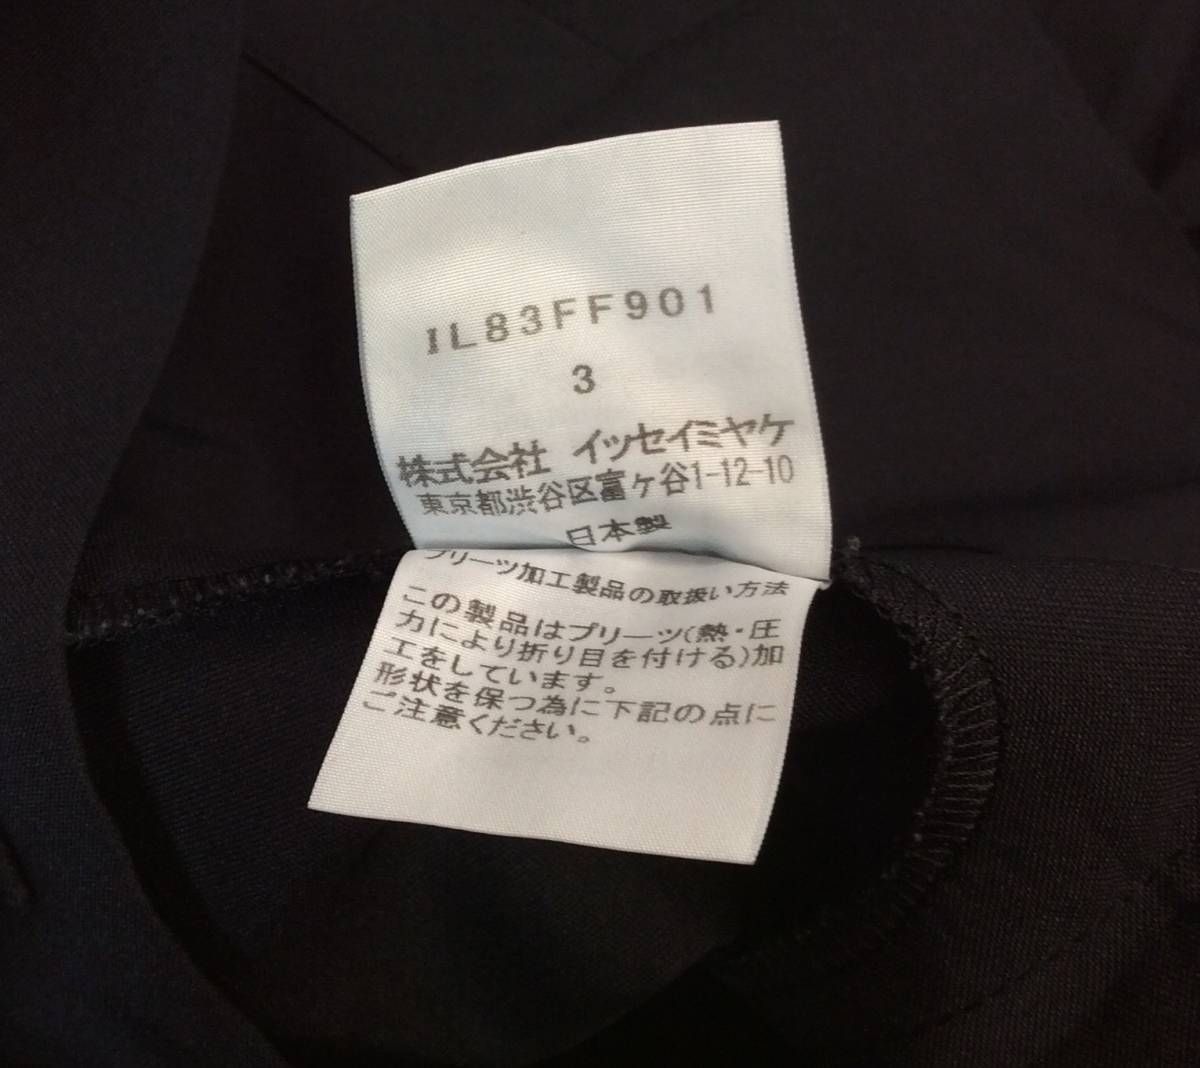 IL83FF901
3
株式会社 イッセイミヤケ
東京都渋谷区富ヶ谷1-12-10
日本製
プリーツ加工製品の取扱い方法
この製品はプリーツ(熱・圧
力により折り目を付ける)加
工をしています。
形状を保つ為に下記の点に
ご注意ください。